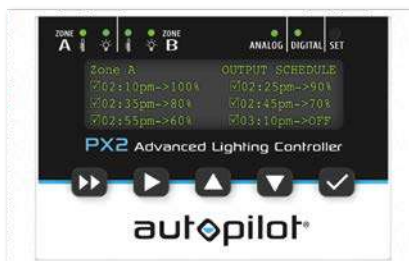 ZONE A
ZONE B
ANALOG DIGITAL SET
Zone A OUTPUT SCHEDULE
☑02:10pm->100% ☑02:25pm->90%
☑02:35pm->80% ☑02:45pm->70%
☑02:55pm->60% ☑03:10pm->OFF
PX2 Advanced Lighting Controller
autopilot